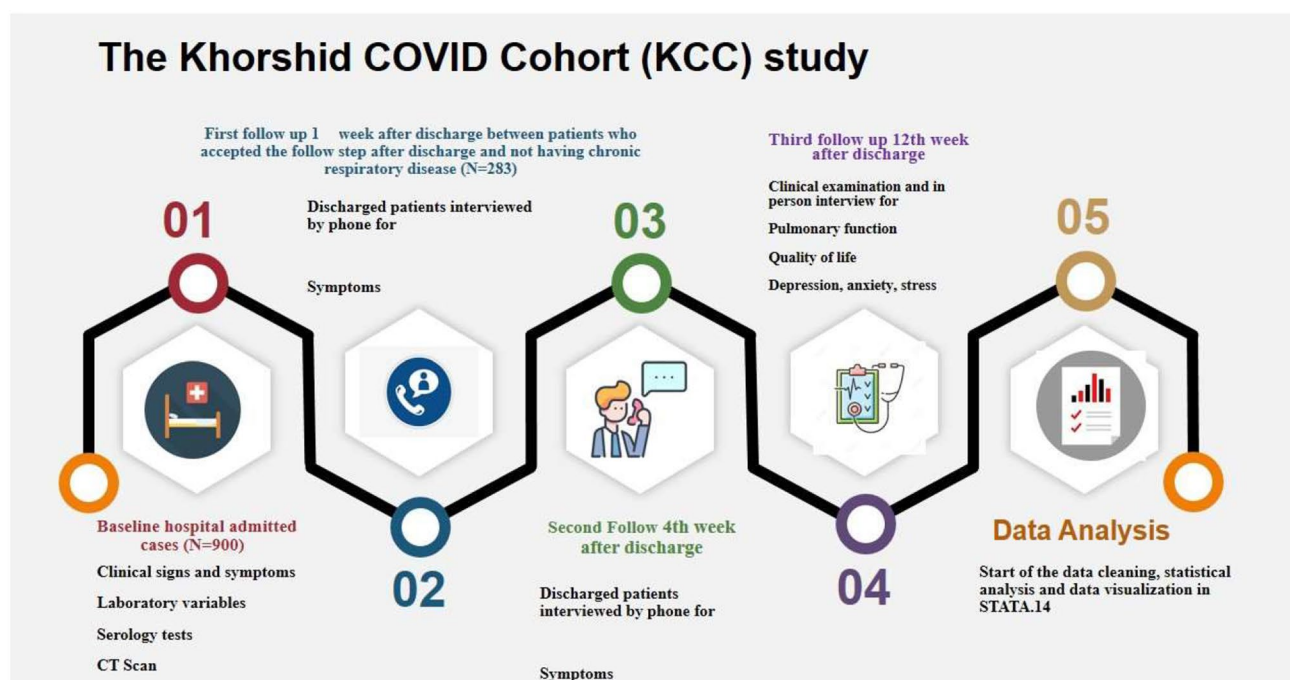 The Khorshid COVID Cohort (KCC) study
First follow up 1 week after discharge between patients who
accepted the follow step after discharge and not having chronic
respiratory disease (N=283)
Third follow up 12th week
after discharge
01
Discharged patients interviewed
by phone for
Symptoms
03
Clinical examination and in
person interview for
Pulmonary function
Quality of life
Depression, anxiety, stress
05
Baseline hospital admitted
cases (N=900)
Clinical signs and symptoms
Laboratory variables
Serology tests
CT Scan
02
Second Follow 4th week
after discharge
Discharged patients
interviewed by phone for
Symptoms
04
Data Analysis
Start of the data cleaning, statistical
analysis and data visualization in
STATA.14